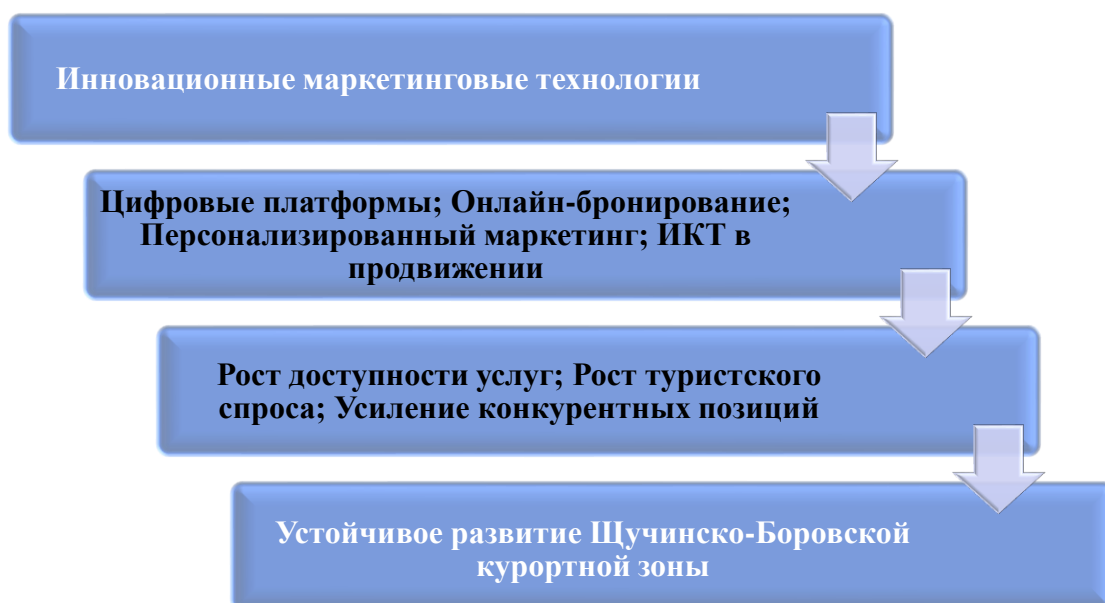 Инновационные маркетинговые технологии
Цифровые платформы; Онлайн-бронирование;
Персонализированный маркетинг; ИКТ в
продвижении
Рост доступности услуг; Рост туристского
спроса; Усиление конкурентных позиций
Устойчивое развитие Щучинско-Боровской
курортной зоны